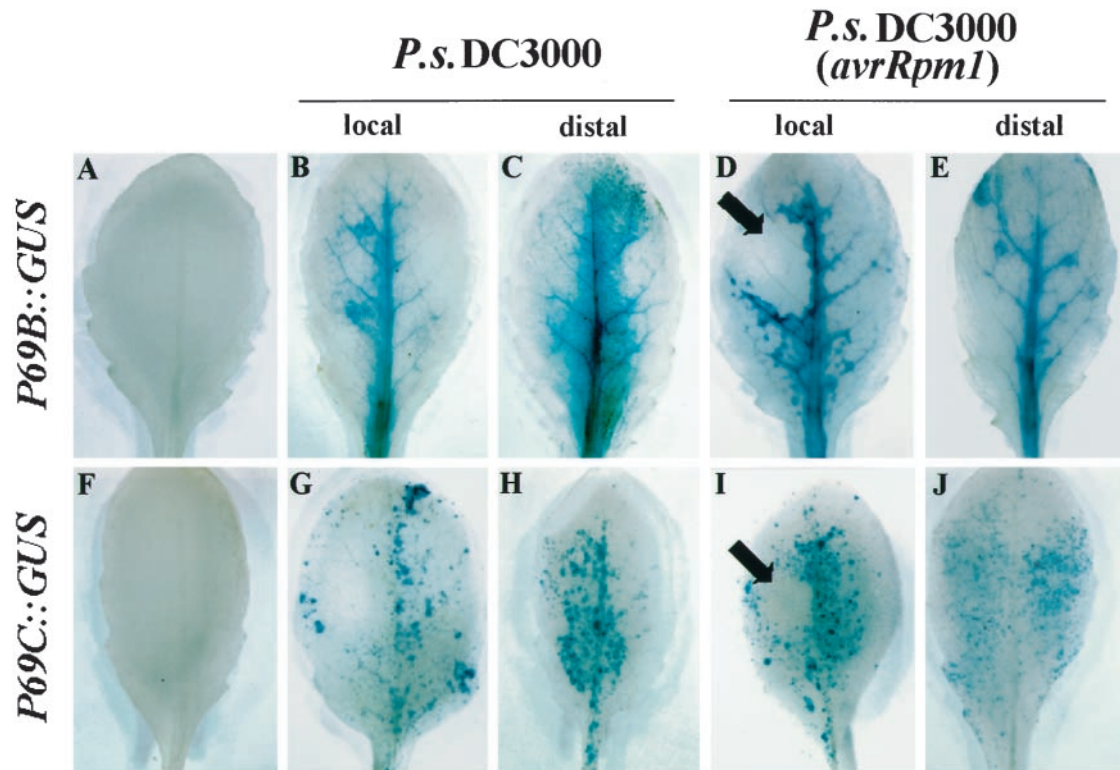 P.s. DC3000
P.s. DC3000
(avrRpm1)
local
distal
local
distal
P69B::GUS
A
B
C
D
E
P69C::GUS
F
G
H
I
J